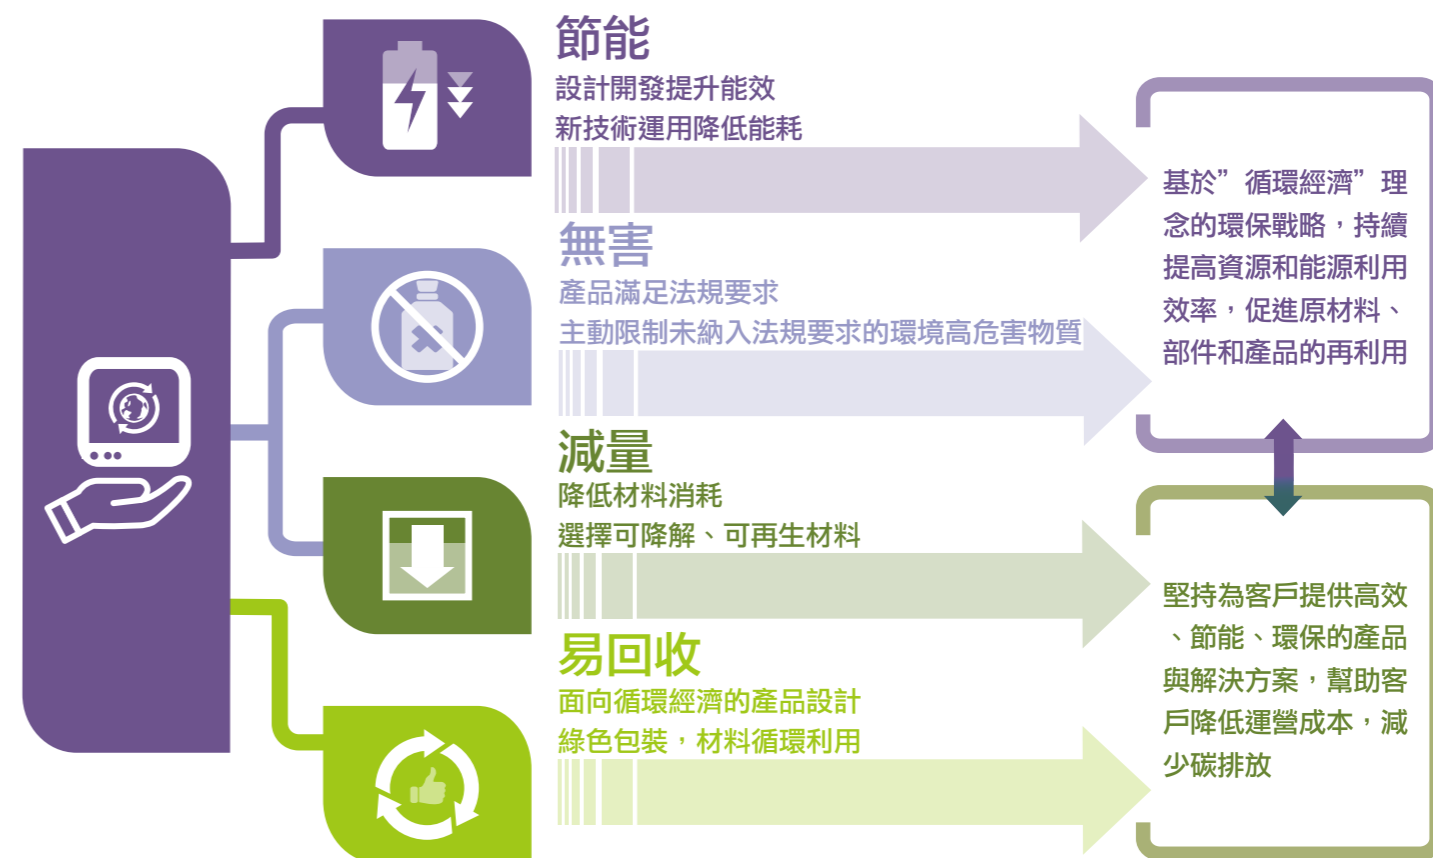 節能
設計開發提升能效
新技術運用降低能耗
無害
產品滿足法規要求
主動限制未納入法規要求的環境高危害物質
減量
降低材料消耗
選擇可降解、可再生材料
易回收
面向循環經濟的產品設計
綠色包裝，材料循環利用
基於”循環經濟”理
念的環保戰略，持續
提高資源和能源利用
效率，促進原材料、
部件和產品的再利用
堅持為客戶提供高效
、節能、環保的產品
與解決方案，幫助客
戶降低運營成本，減
少碳排放